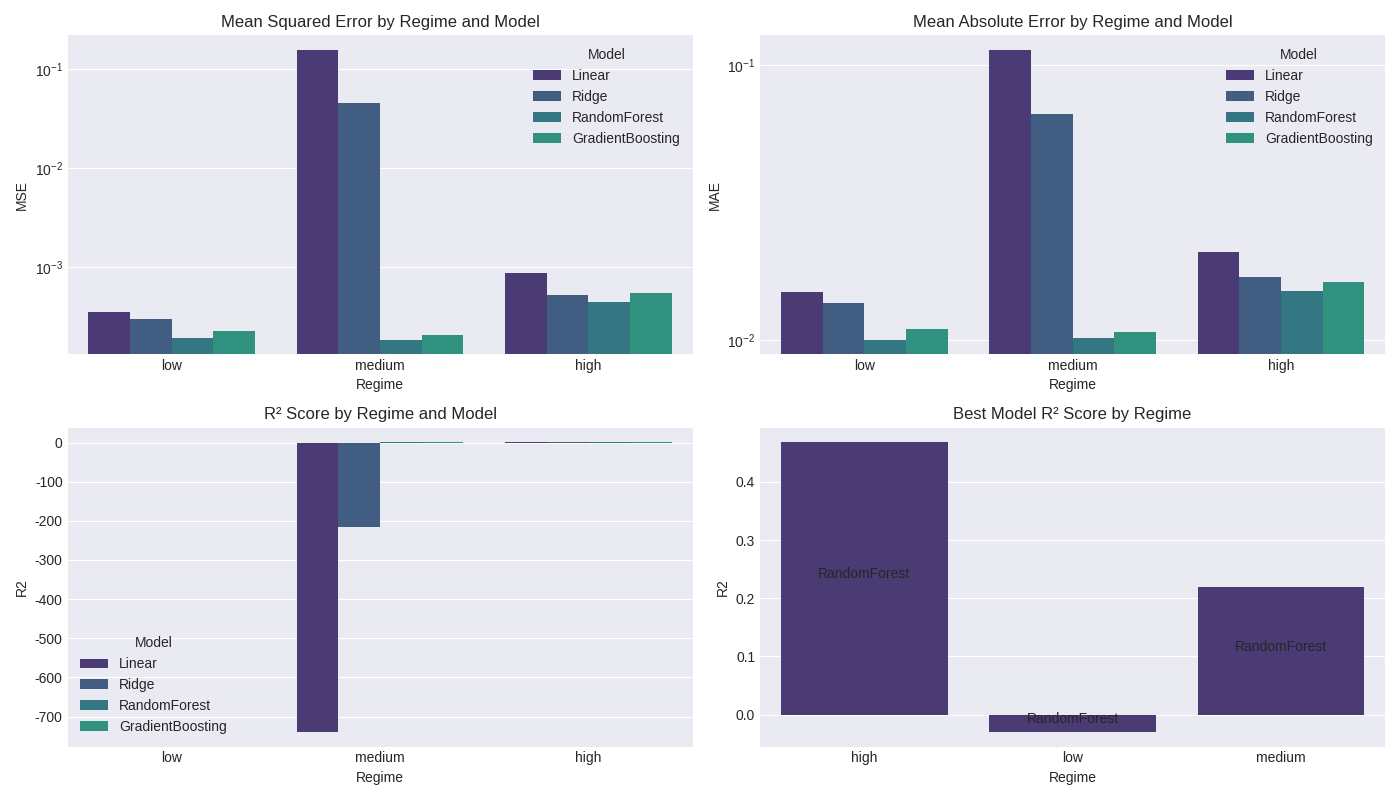 Mean Squared Error by Regime and Model
MSE
10⁻¹
10⁻²
10⁻³
Model
Linear
Ridge
RandomForest
GradientBoosting
low medium high
Regime
Mean Absolute Error by Regime and Model
MAE
10⁻¹
10⁻²
Model
Linear
Ridge
RandomForest
GradientBoosting
low medium high
Regime
R² Score by Regime and Model
R2
0
-100
-200
-300
-400
-500
-600
-700
Model
Linear
Ridge
RandomForest
GradientBoosting
low medium high
Regime
Best Model R² Score by Regime
R2
0.4
0.3
0.2
0.1
0.0
RandomForest
RandomForest
RandomForest
high low medium
Regime